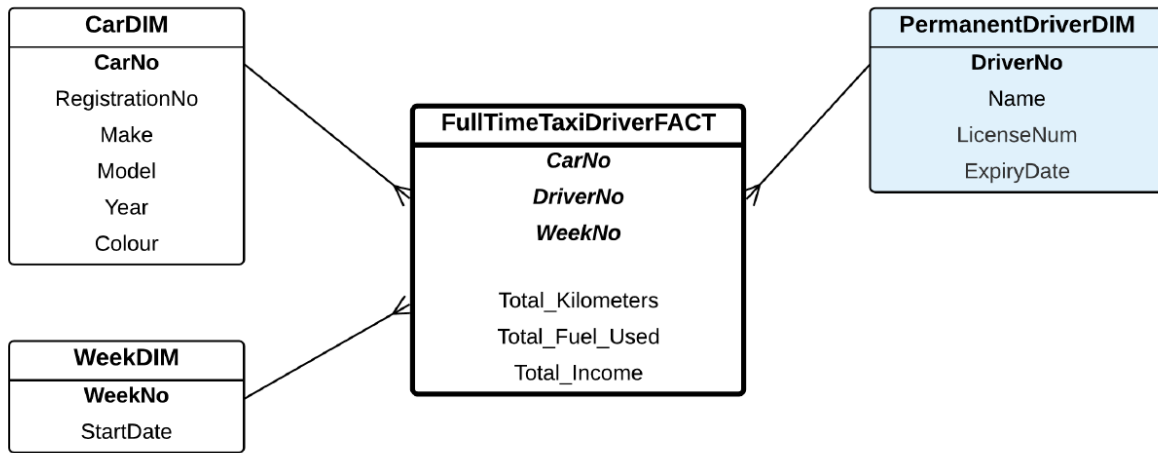 CarDIM
CarNo
RegistrationNo
Make
Model
Year
Colour
WeekDIM
WeekNo
StartDate
FullTimeTaxiDriverFACT
CarNo
DriverNo
WeekNo
Total_Kilometers
Total_Fuel_Used
Total_Income
PermanentDriverDIM
DriverNo
Name
LicenseNum
ExpiryDate